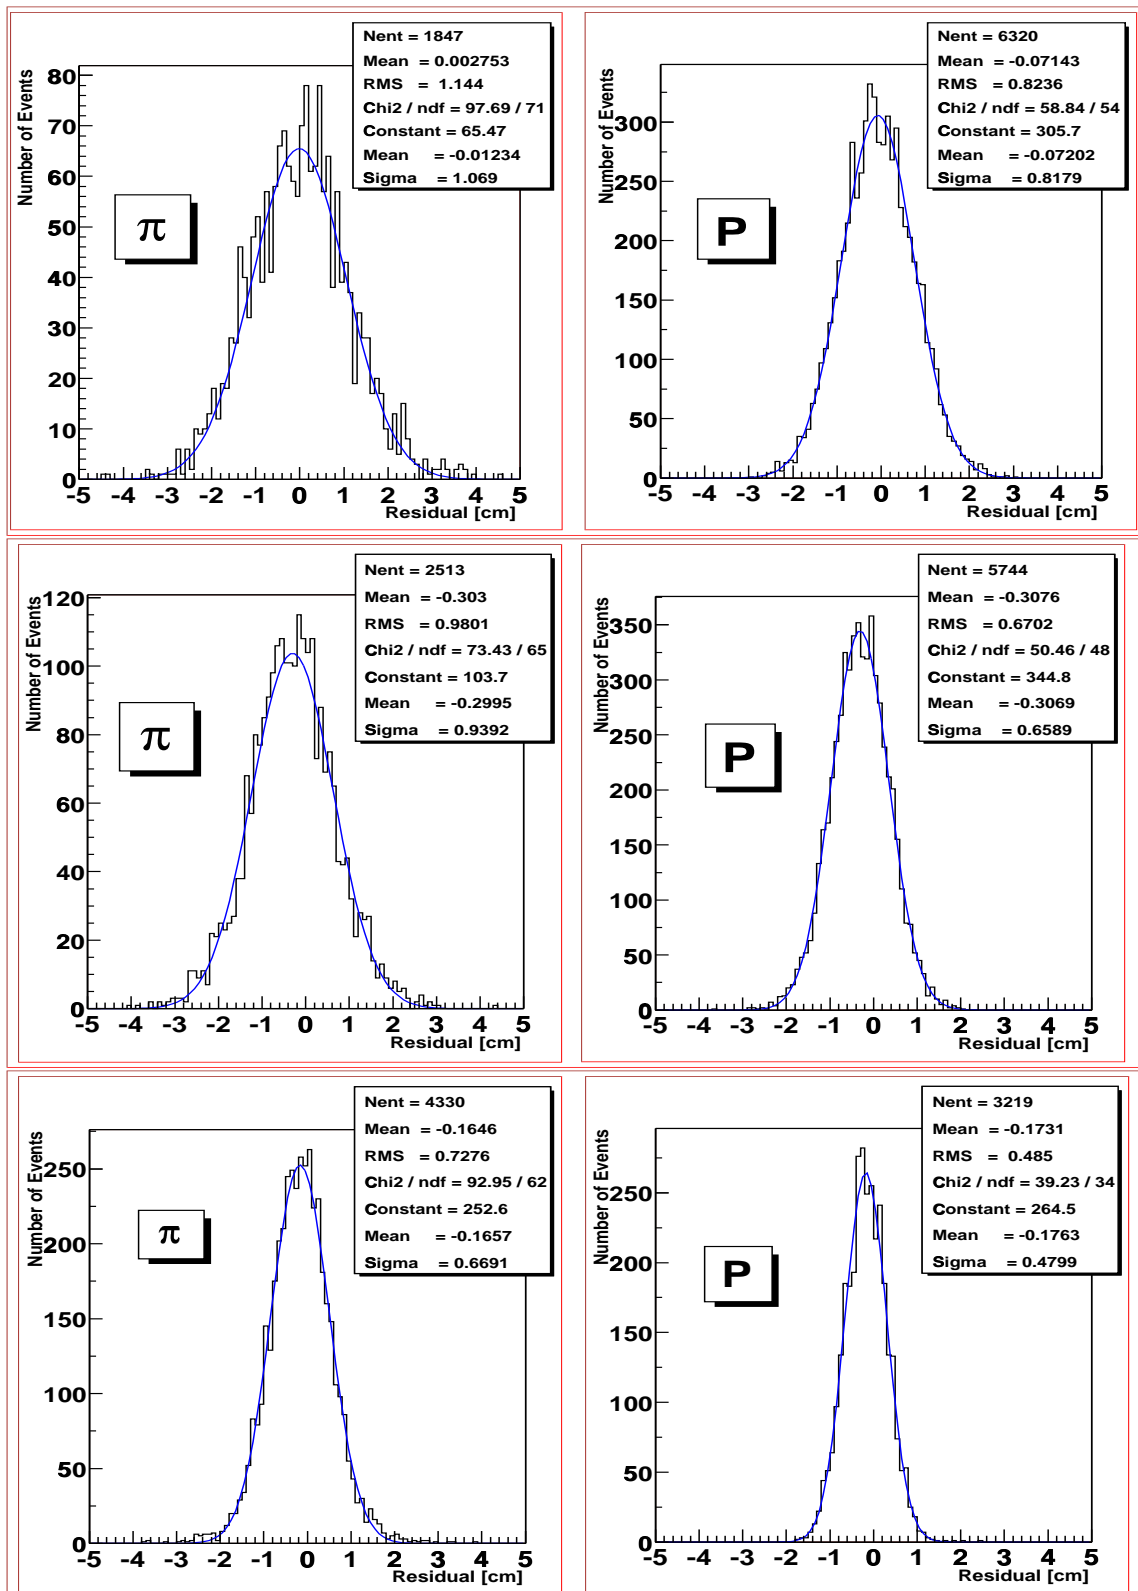 Nent = 1847
Mean = 0.002753
RMS = 1.144
Chi2 / ndf = 97.69 / 71
Constant = 65.47
Mean = -0.01234
Sigma = 1.069
Number of Events
80
70
60
50
40
30
20
10
0
π
-5 -4 -3 -2 -1 0 1 2 3 4 5
Residual [cm]
Nent = 6320
Mean = -0.07143
RMS = 0.8236
Chi2 / ndf = 58.84 / 54
Constant = 305.7
Mean = -0.07202
Sigma = 0.8179
Number of Events
300
250
200
150
100
50
0
P
-5 -4 -3 -2 -1 0 1 2 3 4 5
Residual [cm]
Nent = 2513
Mean = -0.303
RMS = 0.9801
Chi2 / ndf = 73.43 / 65
Constant = 103.7
Mean = -0.2995
Sigma = 0.9392
Number of Events
120
100
80
60
40
20
0
π
-5 -4 -3 -2 -1 0 1 2 3 4 5
Residual [cm]
Nent = 5744
Mean = -0.3076
RMS = 0.6702
Chi2 / ndf = 50.46 / 48
Constant = 344.8
Mean = -0.3069
Sigma = 0.6589
Number of Events
350
300
250
200
150
100
50
0
P
-5 -4 -3 -2 -1 0 1 2 3 4 5
Residual [cm]
Nent = 4330
Mean = -0.1646
RMS = 0.7276
Chi2 / ndf = 92.95 / 62
Constant = 252.6
Mean = -0.1657
Sigma = 0.6691
Number of Events
250
200
150
100
50
0
π
-5 -4 -3 -2 -1 0 1 2 3 4 5
Residual [cm]
Nent = 3219
Mean = -0.1731
RMS = 0.485
Chi2 / ndf = 39.23 / 34
Constant = 264.5
Mean = -0.1763
Sigma = 0.4799
Number of Events
250
200
150
100
50
0
P
-5 -4 -3 -2 -1 0 1 2 3 4 5
Residual [cm]